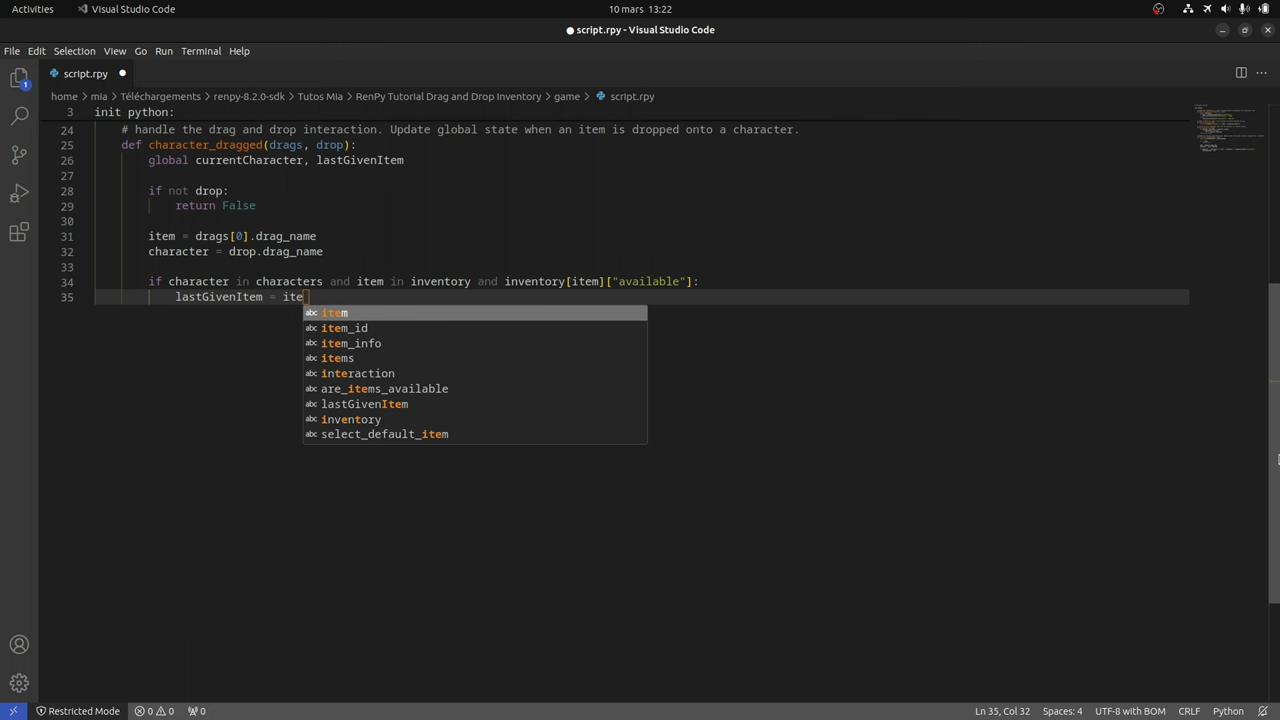 Activities
Visual Studio Code
10 mars 13:22
● script.rpy - Visual Studio Code
File Edit Selection View Go Run Terminal Help
script.rpy
home > mia > Téléchargements > renpy-8.2.0-sdk > Tutos Mia > RenPy Tutorial Drag and Drop Inventory > game > script.rpy
3 init python:
24 # handle the drag and drop interaction. Update global state when an item is dropped onto a character.
25 def character_dragged(drags, drop):
26 global currentCharacter, lastGivenItem
27
28 if not drop:
29 return False
30
31 item = drags[0].drag_name
32 character = drop.drag_name
33
34 if character in characters and item in inventory and inventory[item]["available"]:
35 lastGivenItem = ite
abc item
abc item_id
abc item_info
abc items
abc interaction
abc are_items_available
abc lastGivenItem
abc inventory
abc select_default_item
1
Restricted Mode 0 0 0
Ln 35, Col 32 Spaces: 4 UTF-8 with BOM CRLF Python